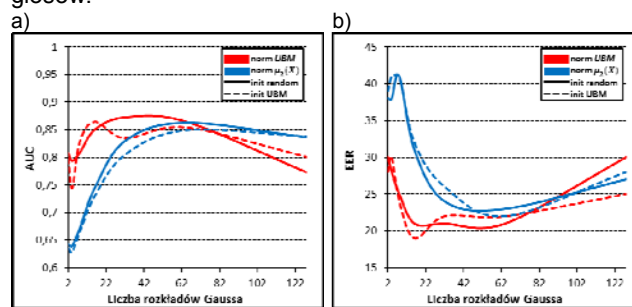 głosów.
a) b)
1
0,95
0,9
0,85
0,8
0,75
0,7
0,65
0,6
AUC
2 22 42 62 82 102 122
Liczba rozkładów Gaussa
norm UBM
norm μ₂(X)
init random
init UBM
45
40
35
30
25
20
15
EER
2 22 42 62 82 102 122
Liczba rozkładów Gaussa
norm UBM
init random
init UBM